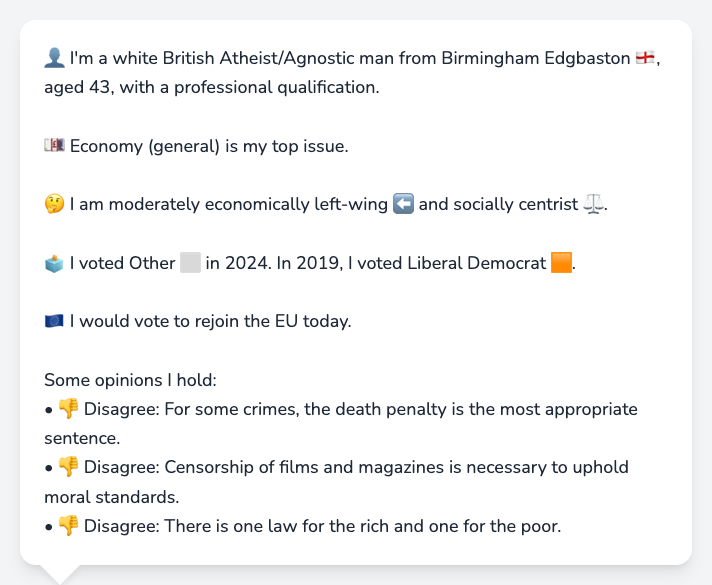 👤 I'm a white British Atheist/Agnostic man from Birmingham Edgbaston 🏴󠁧󠁢󠁥󠁮󠁧󠁿,
aged 43, with a professional qualification.
💷 Economy (general) is my top issue.
🤔 I am moderately economically left-wing ⬅️ and socially centrist ⚖️.
🗳️ I voted Other ⬜ in 2024. In 2019, I voted Liberal Democrat 🟧.
🇪🇺 I would vote to rejoin the EU today.
Some opinions I hold:
• 👎 Disagree: For some crimes, the death penalty is the most appropriate
sentence.
• 👎 Disagree: Censorship of films and magazines is necessary to uphold
moral standards.
• 👎 Disagree: There is one law for the rich and one for the poor.